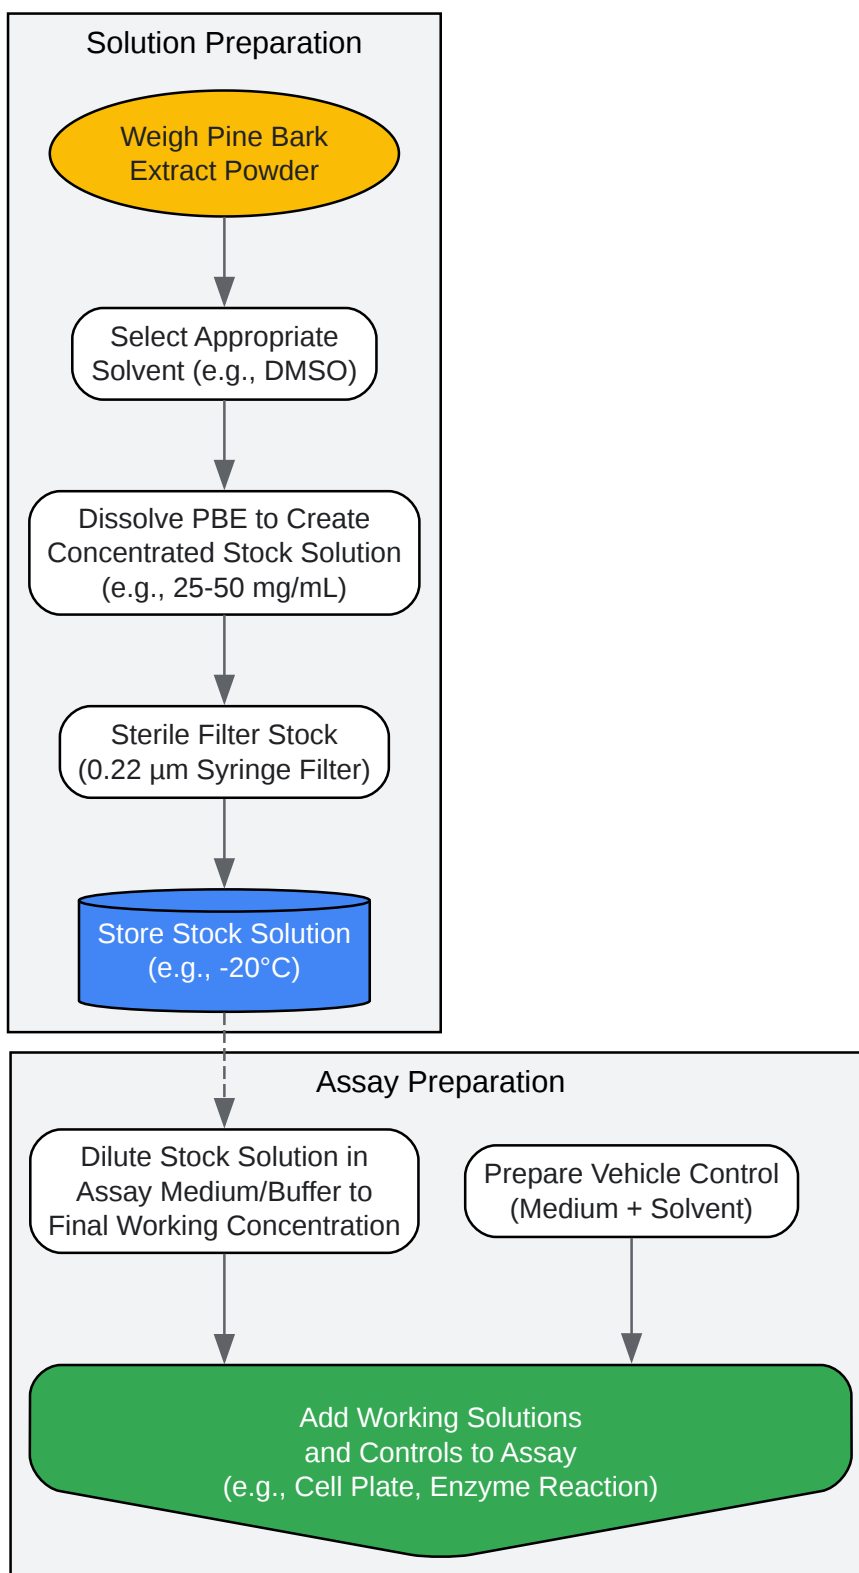 Solution Preparation
Weigh Pine Bark
Extract Powder
Select Appropriate
Solvent (e.g., DMSO)
Dissolve PBE to Create
Concentrated Stock Solution
(e.g., 25-50 mg/mL)
Sterile Filter Stock
(0.22 µm Syringe Filter)
Store Stock Solution
(e.g., -20°C)
Assay Preparation
Dilute Stock Solution in
Assay Medium/Buffer to
Final Working Concentration
Prepare Vehicle Control
(Medium + Solvent)
Add Working Solutions
and Controls to Assay
(e.g., Cell Plate, Enzyme Reaction)